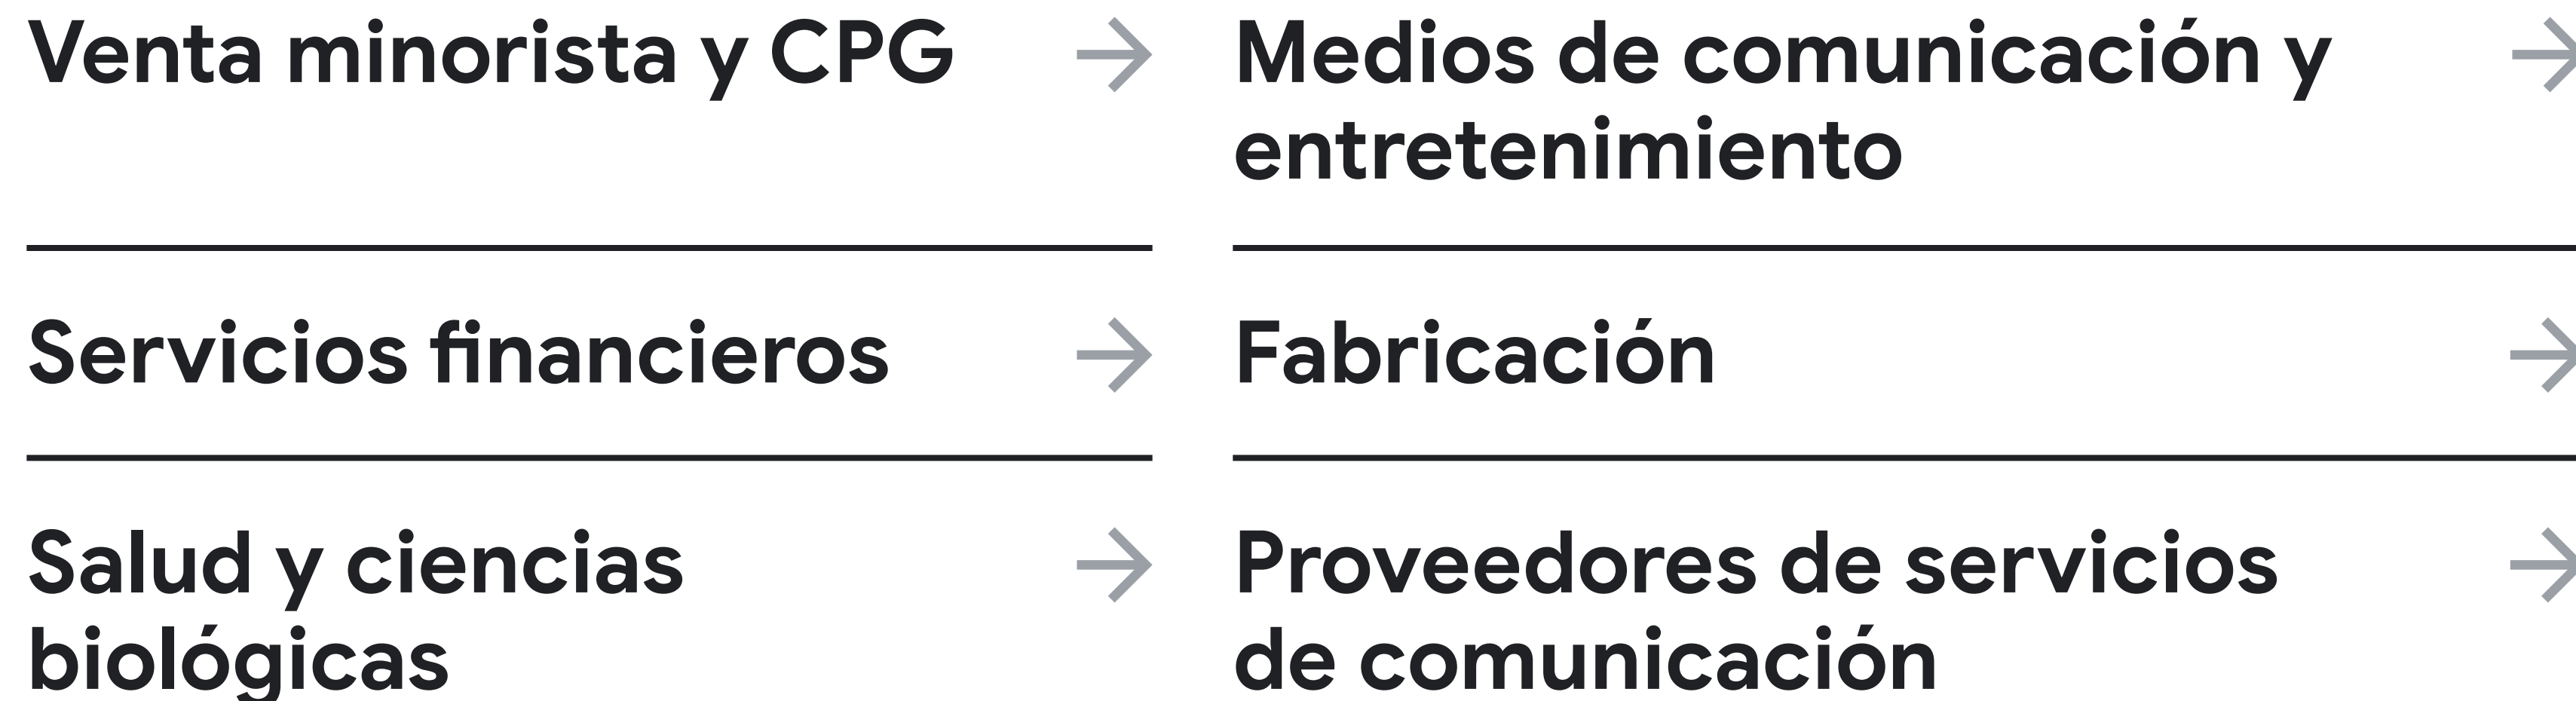 Venta minorista y CPG
Medios de comunicación y
entretenimiento
Servicios financieros
Fabricación
Salud y ciencias
biológicas
Proveedores de servicios
de comunicación